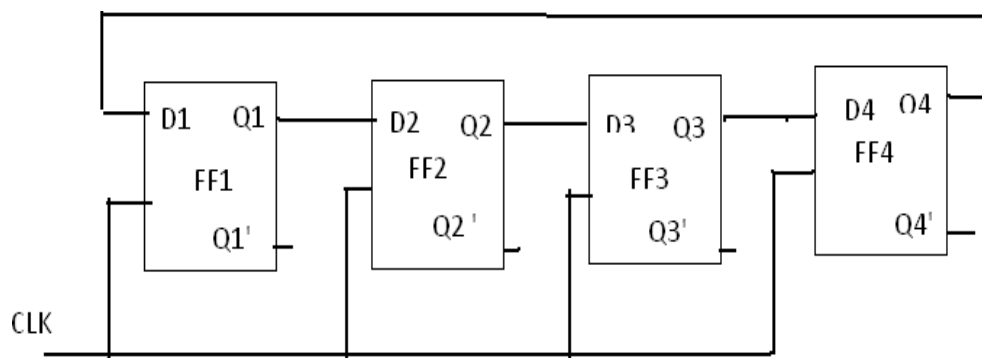 D1 Q1
FF1
Q1'
D2 Q2
FF2
Q2'
D3 Q3
FF3
Q3'
D4 Q4
FF4
Q4'
CLK